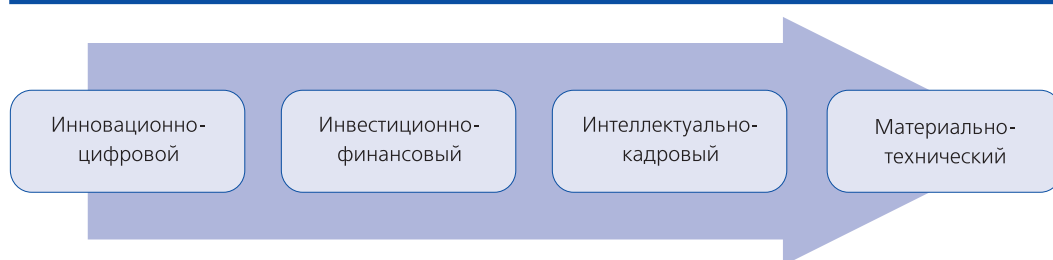 Инновационно-
цифровой
Инвестиционно-
финансовый
Интеллектуально-
кадровый
Материально-
технический